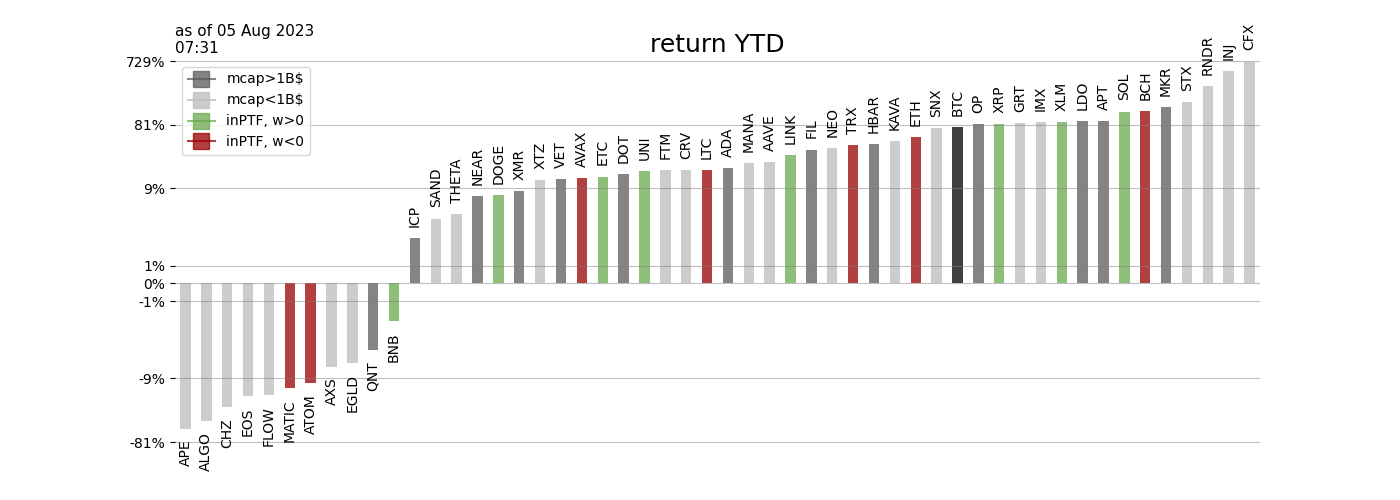 as of 05 Aug 2023
07:31
return YTD
mcap>1B$
mcap<1B$
inPTF, w>0
inPTF, w<0
729%
81%
9%
1%
0%
-1%
-9%
-81%
APE
ALGO
CHZ
EOS
FLOW
MATIC
ATOM
AXS
EGLD
QNT
BNB
ICP
SAND
THETA
NEAR
DOGE
XMR
XTZ
VET
AVAX
ETC
DOT
UNI
FTM
CRV
LTC
ADA
MANA
AAVE
LINK
FIL
NEO
TRX
HBAR
KAVA
ETH
SNX
BTC
OP
XRP
GRT
IMX
XLM
LDO
APT
SOL
BCH
MKR
STX
RNDR
INJ
CFX